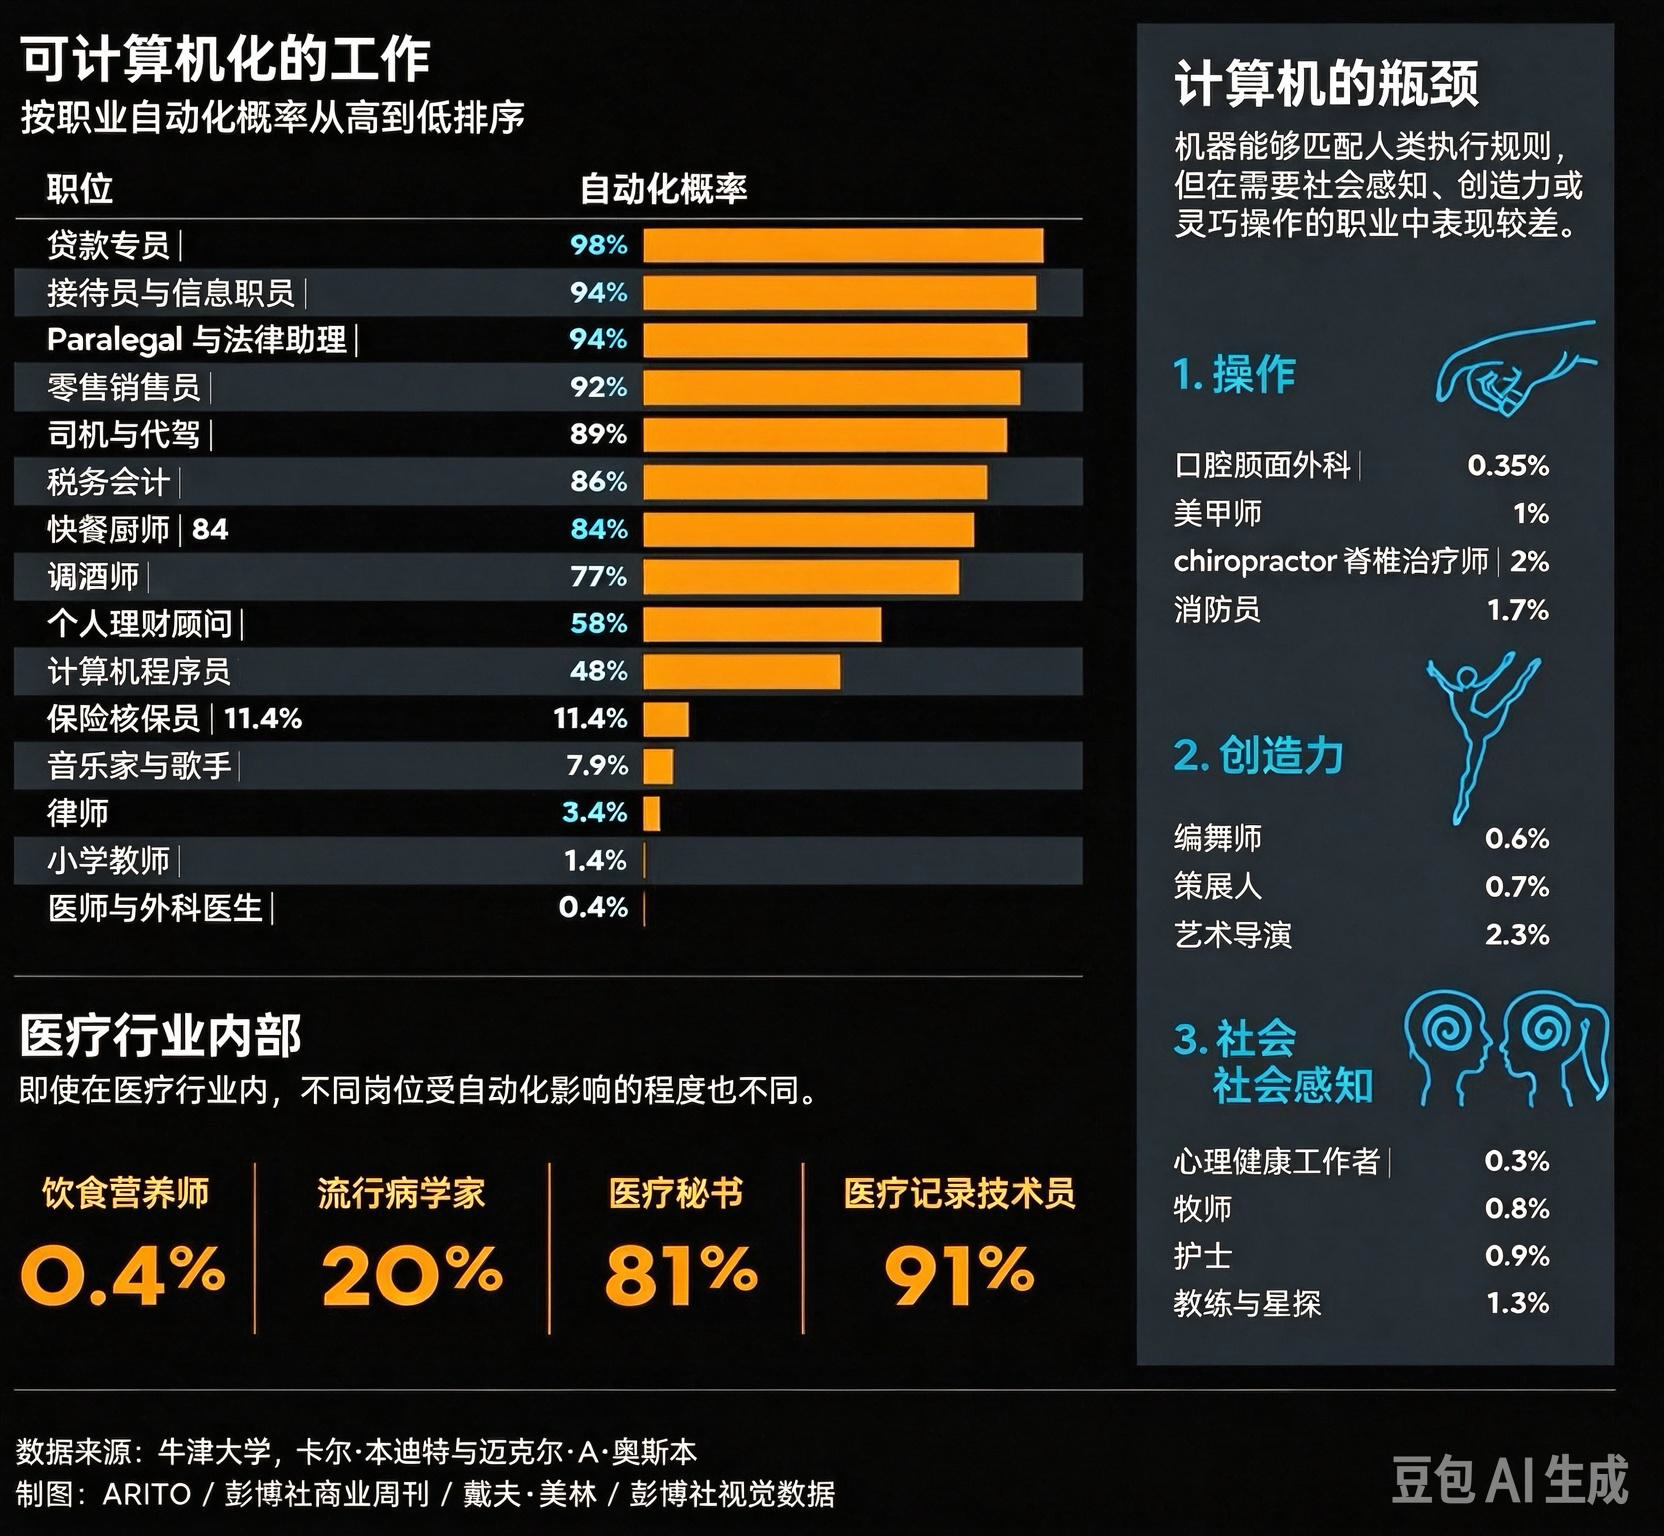 可计算机化的工作
按职业自动化概率从高到低排序
职位 自动化概率
贷款专员| 98%
接待员与信息职员| 94%
Paralegal 与法律助理| 94%
零售销售员| 92%
司机与代驾| 89%
税务会计| 86%
快餐厨师|84 84%
调酒师| 77%
个人理财顾问| 58%
计算机程序员 48%
保险核保员|11.4% 11.4%
音乐家与歌手| 7.9%
律师 3.4%
小学教师| 1.4%
医师与外科医生| 0.4%
医疗行业内部
即使在医疗行业内，不同岗位受自动化影响的程度也不同。
饮食营养师
0.4%
流行病学家
20%
医疗秘书
81%
医疗记录技术员
91%
计算机的瓶颈
机器能够匹配人类执行规则，
但在需要社会感知、创造力或
灵巧操作的职业中表现较差。
1. 操作
口腔颀面外科| 0.35%
美甲师 1%
chiropractor 脊椎治疗师| 2%
消防员 1.7%
2. 创造力
编舞师 0.6%
策展人 0.7%
艺术导演 2.3%
3. 社会
社会感知
心理健康工作者| 0.3%
牧师 0.8%
护士 0.9%
教练与星探 1.3%
数据来源：牛津大学，卡尔·本迪特与迈克尔·A·奥斯本
制图：ARITO / 彭博社商业周刊 / 戴夫·美林 / 彭博社视觉数据
豆包 AI 生成